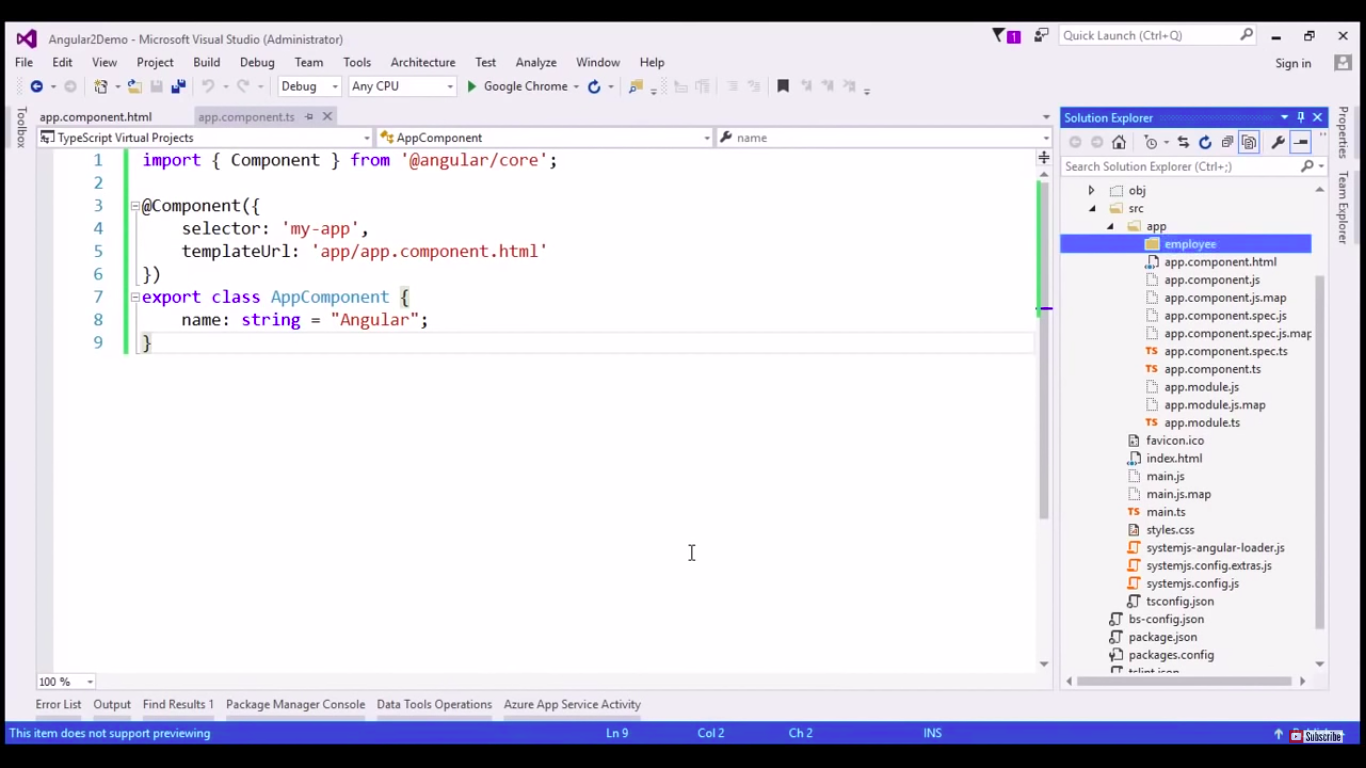 Angular2Demo - Microsoft Visual Studio (Administrator)
1
Quick Launch (Ctrl+Q)
File Edit View Project Build Debug Team Tools Architecture Test Analyze Window Help
Sign in
Debug Any CPU Google Chrome
Toolbox
app.component.html app.component.ts
TypeScript Virtual Projects AppComponent name
1 import { Component } from '@angular/core';
2
3 @Component({
4 selector: 'my-app',
5 templateUrl: 'app/app.component.html'
6 })
7 export class AppComponent {
8 name: string = "Angular";
9 }
100 %
Solution Explorer
Search Solution Explorer (Ctrl+;)
obj
src
app
employee
app.component.html
app.component.js
app.component.js.map
app.component.spec.js
app.component.spec.js.map
app.component.spec.ts
app.component.ts
app.module.js
app.module.js.map
app.module.ts
favicon.ico
index.html
main.js
main.js.map
main.ts
styles.css
systemjs-angular-loader.js
systemjs.config.extras.js
systemjs.config.js
tsconfig.json
bs-config.json
package.json
packages.config
tslint.json
Properties
Team Explorer
Error List Output Find Results 1 Package Manager Console Data Tools Operations Azure App Service Activity
This item does not support previewing Ln 9 Col 2 Ch 2 INS
Subscribe